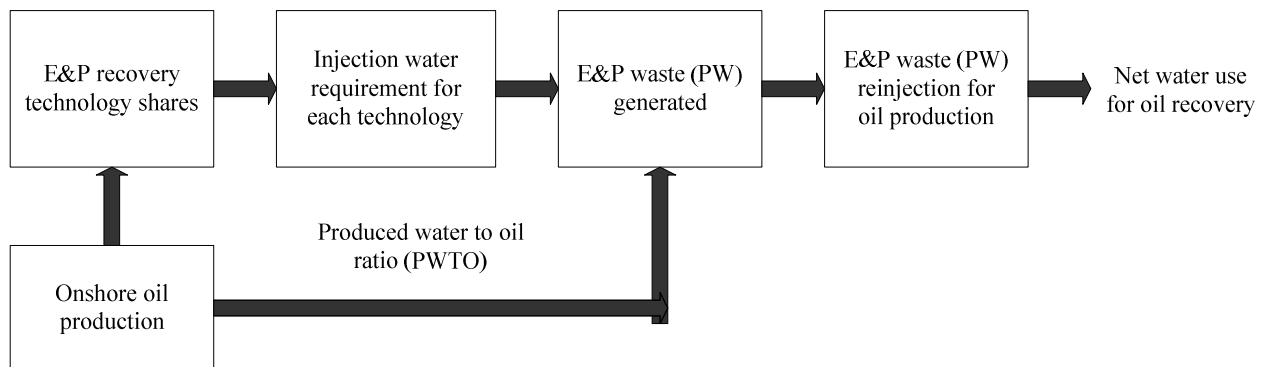 E&P recovery
technology shares
Injection water
requirement for
each technology
E&P waste (PW)
generated
E&P waste (PW)
reinjection for
oil production
Net water use
for oil recovery
Produced water to oil
ratio (PWTO)
Onshore oil
production